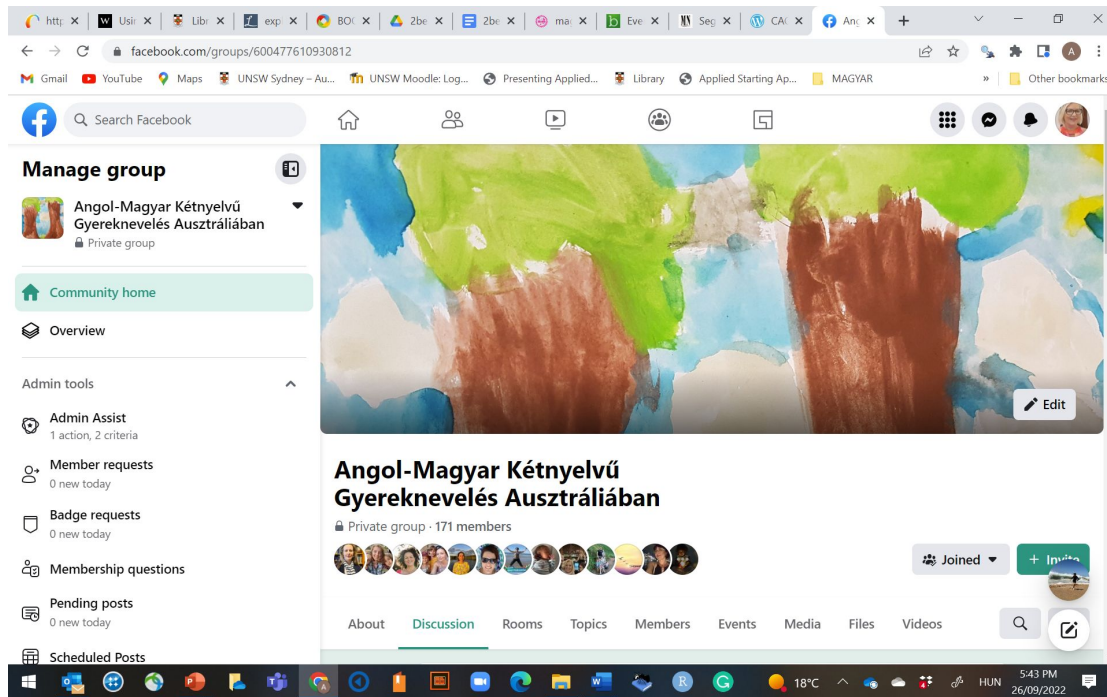 http
Usir
Libr
exp
BO(
2be
2be
mac
Eve
Seg
CA(
Ang
facebook.com/groups/600477610930812
A
Gmail
YouTube
Maps
UNSW Sydney – Au...
UNSW Moodle: Log...
Presenting Applied...
Library
Applied Starting Ap...
MAGYAR
»
Other bookmarks
Search Facebook
Manage group
Angol-Magyar Kétnyelvű
Gyereknevelés Ausztráliában
Private group
Community home
Overview
Admin tools
Admin Assist
1 action, 2 criteria
Member requests
0 new today
Badge requests
0 new today
Membership questions
Pending posts
0 new today
Scheduled Posts
Edit
Angol-Magyar Kétnyelvű
Gyereknevelés Ausztráliában
Private group · 171 members
Joined
+ Invite
About
Discussion
Rooms
Topics
Members
Events
Media
Files
Videos
18°C
HUN
5:43 PM
26/09/2022